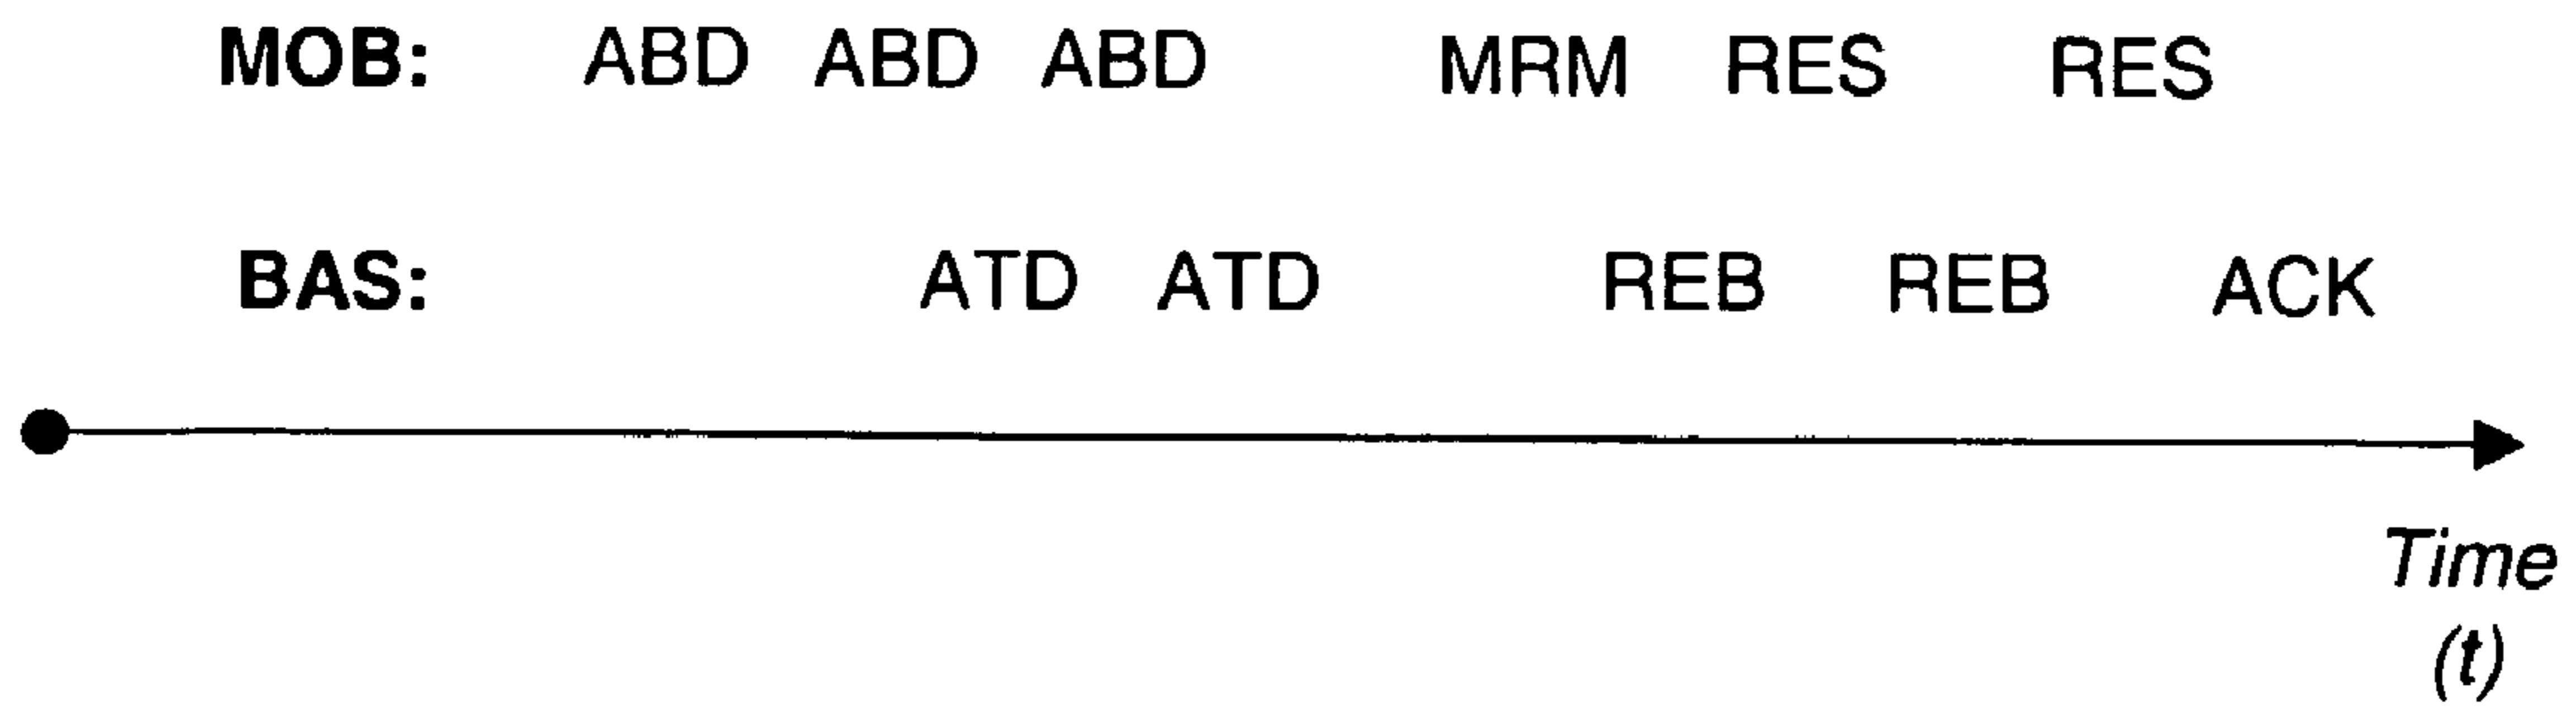 MOB: ABD ABD ABD MRM RES RES
BAS: ATD ATD REB REB ACK
Time
(t)